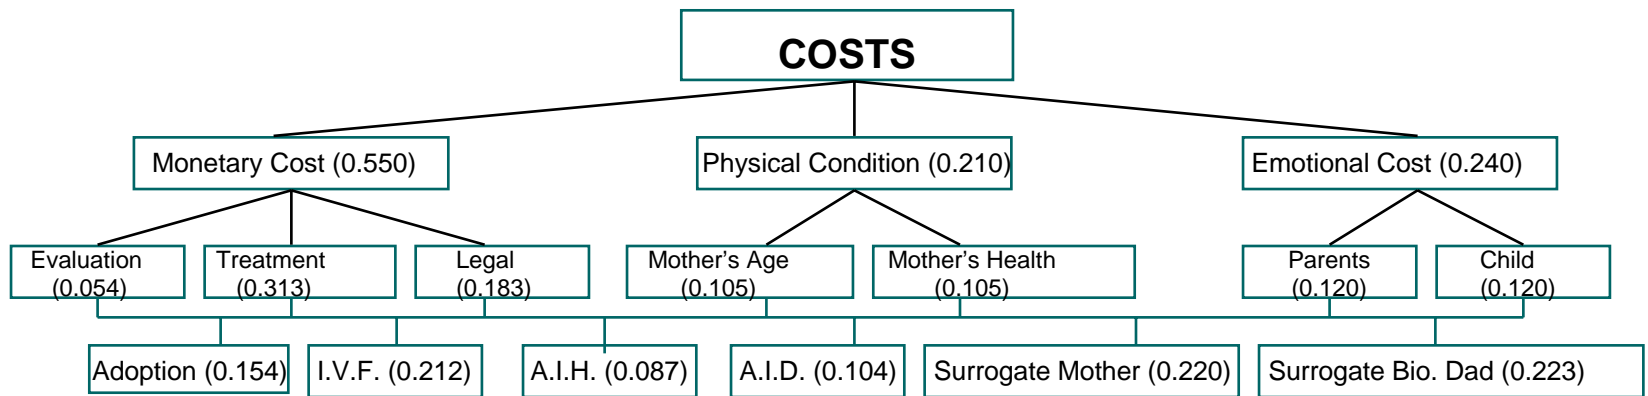 COSTS
Monetary Cost (0.550)
Physical Condition (0.210)
Emotional Cost (0.240)
Evaluation
(0.054)
Treatment
(0.313)
Legal
(0.183)
Mother’s Age
(0.105)
Mother’s Health
(0.105)
Parents
(0.120)
Child
(0.120)
Adoption (0.154)
I.V.F. (0.212)
A.I.H. (0.087)
A.I.D. (0.104)
Surrogate Mother (0.220)
Surrogate Bio. Dad (0.223)